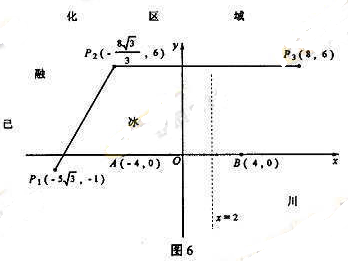 化 区 域
P₂(-8√3/3, 6)
y
P₃(8, 6)
融
已
冰
A(-4,0)
O
B(4,0)
x
P₁(-5√3, -1)
川
x=2
图6